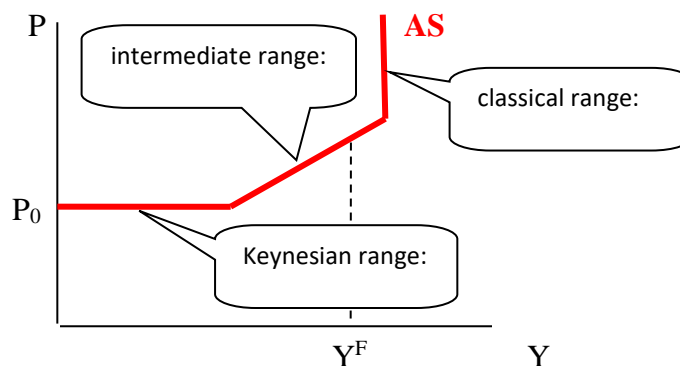 P
AS
intermediate range:
classical range:
P₀
Keynesian range:
Yᶠ
Y